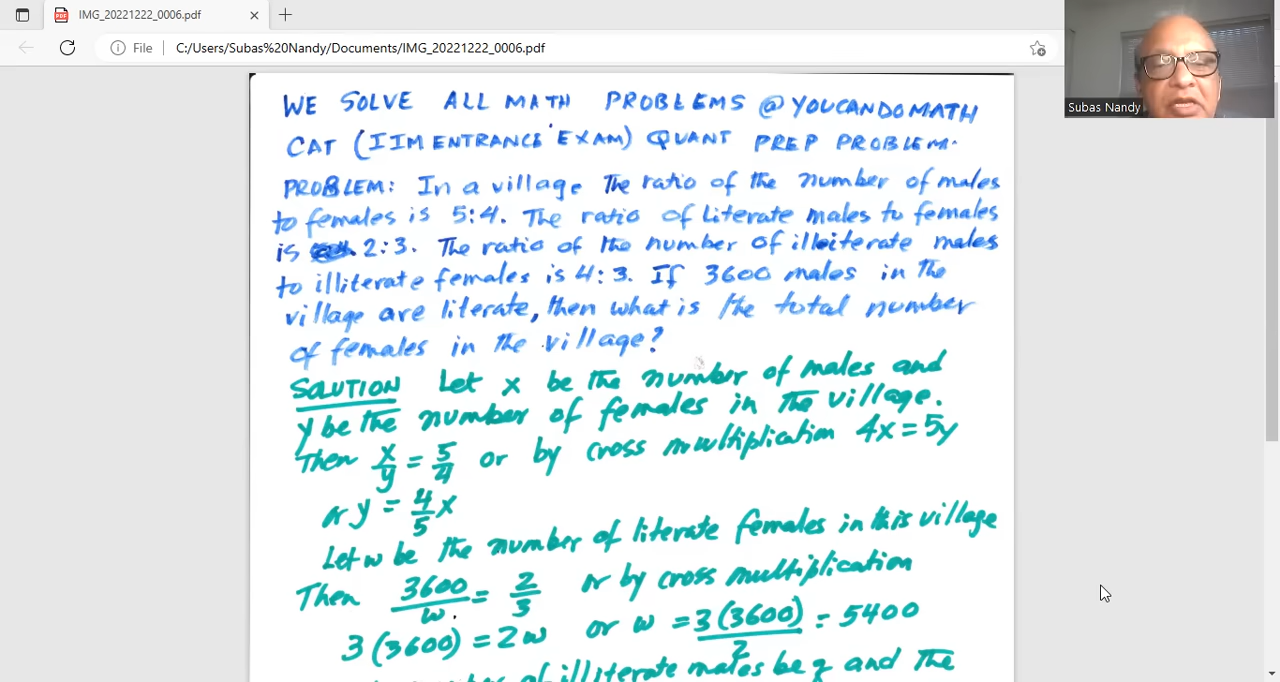 IMG_20221222_0006.pdf
File
C:/Users/Subas%20Nandy/Documents/IMG_20221222_0006.pdf
Subas Nandy
WE SOLVE ALL MATH PROBLEMS @YOUCANDOMATH
CAT (IIM ENTRANCE EXAM) QUANT PREP PROBLEM.
PROBLEM: In a village the ratio of the number of males
to females is 5:4. The ratio of literate males to females
is 2:3. The ratio of the number of illiterate males
to illiterate females is 4:3. If 3600 males in the
village are literate, then what is the total number
of females in the village?
SOLUTION Let x be the number of males and
y be the number of females in the village.
Then x/y = 5/4 or by cross multiplication 4x = 5y
or y = 4/5 x
Let w be the number of literate females in this village
Then 3600/w = 2/3 or by cross multiplication
3(3600) = 2w or w = 3(3600)/2 = 5400
of illiterate males be z and the